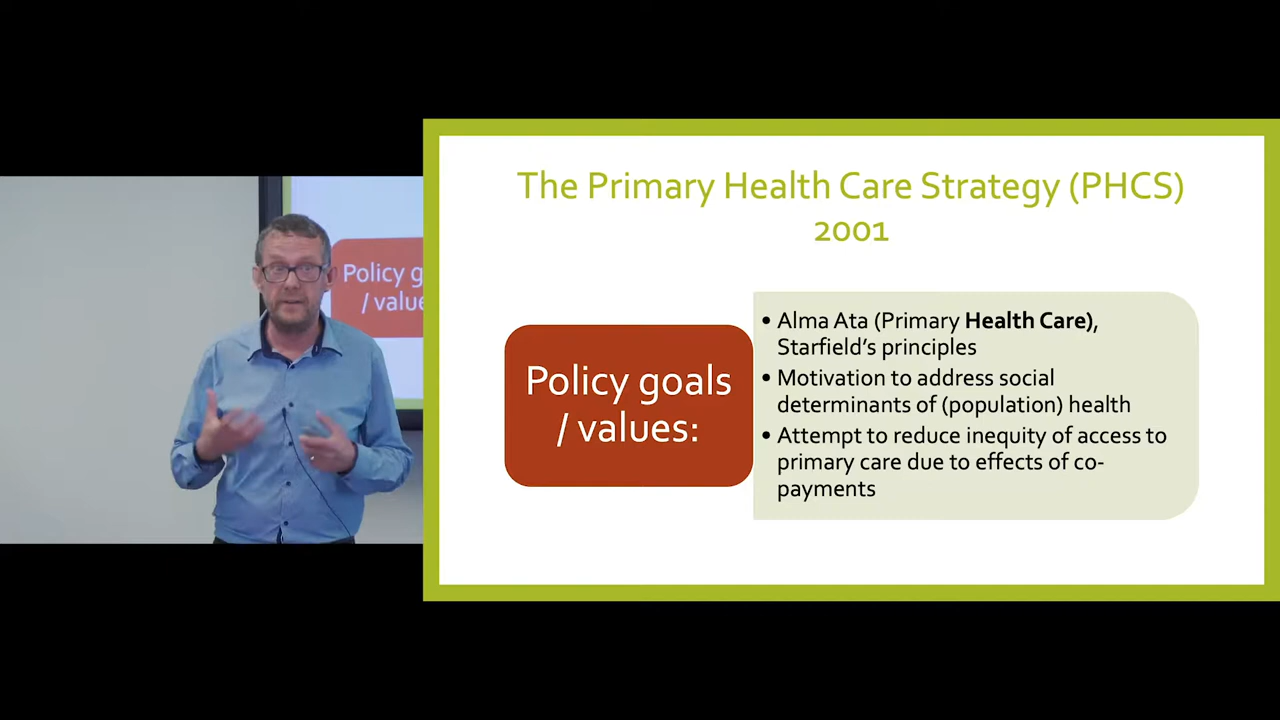 The Primary Health Care Strategy (PHCS)
2001
Policy g
/ value
Policy goals
/ values:
• Alma Ata (Primary Health Care),
Starfield's principles
• Motivation to address social
determinants of (population) health
• Attempt to reduce inequity of access to
primary care due to effects of co-
payments